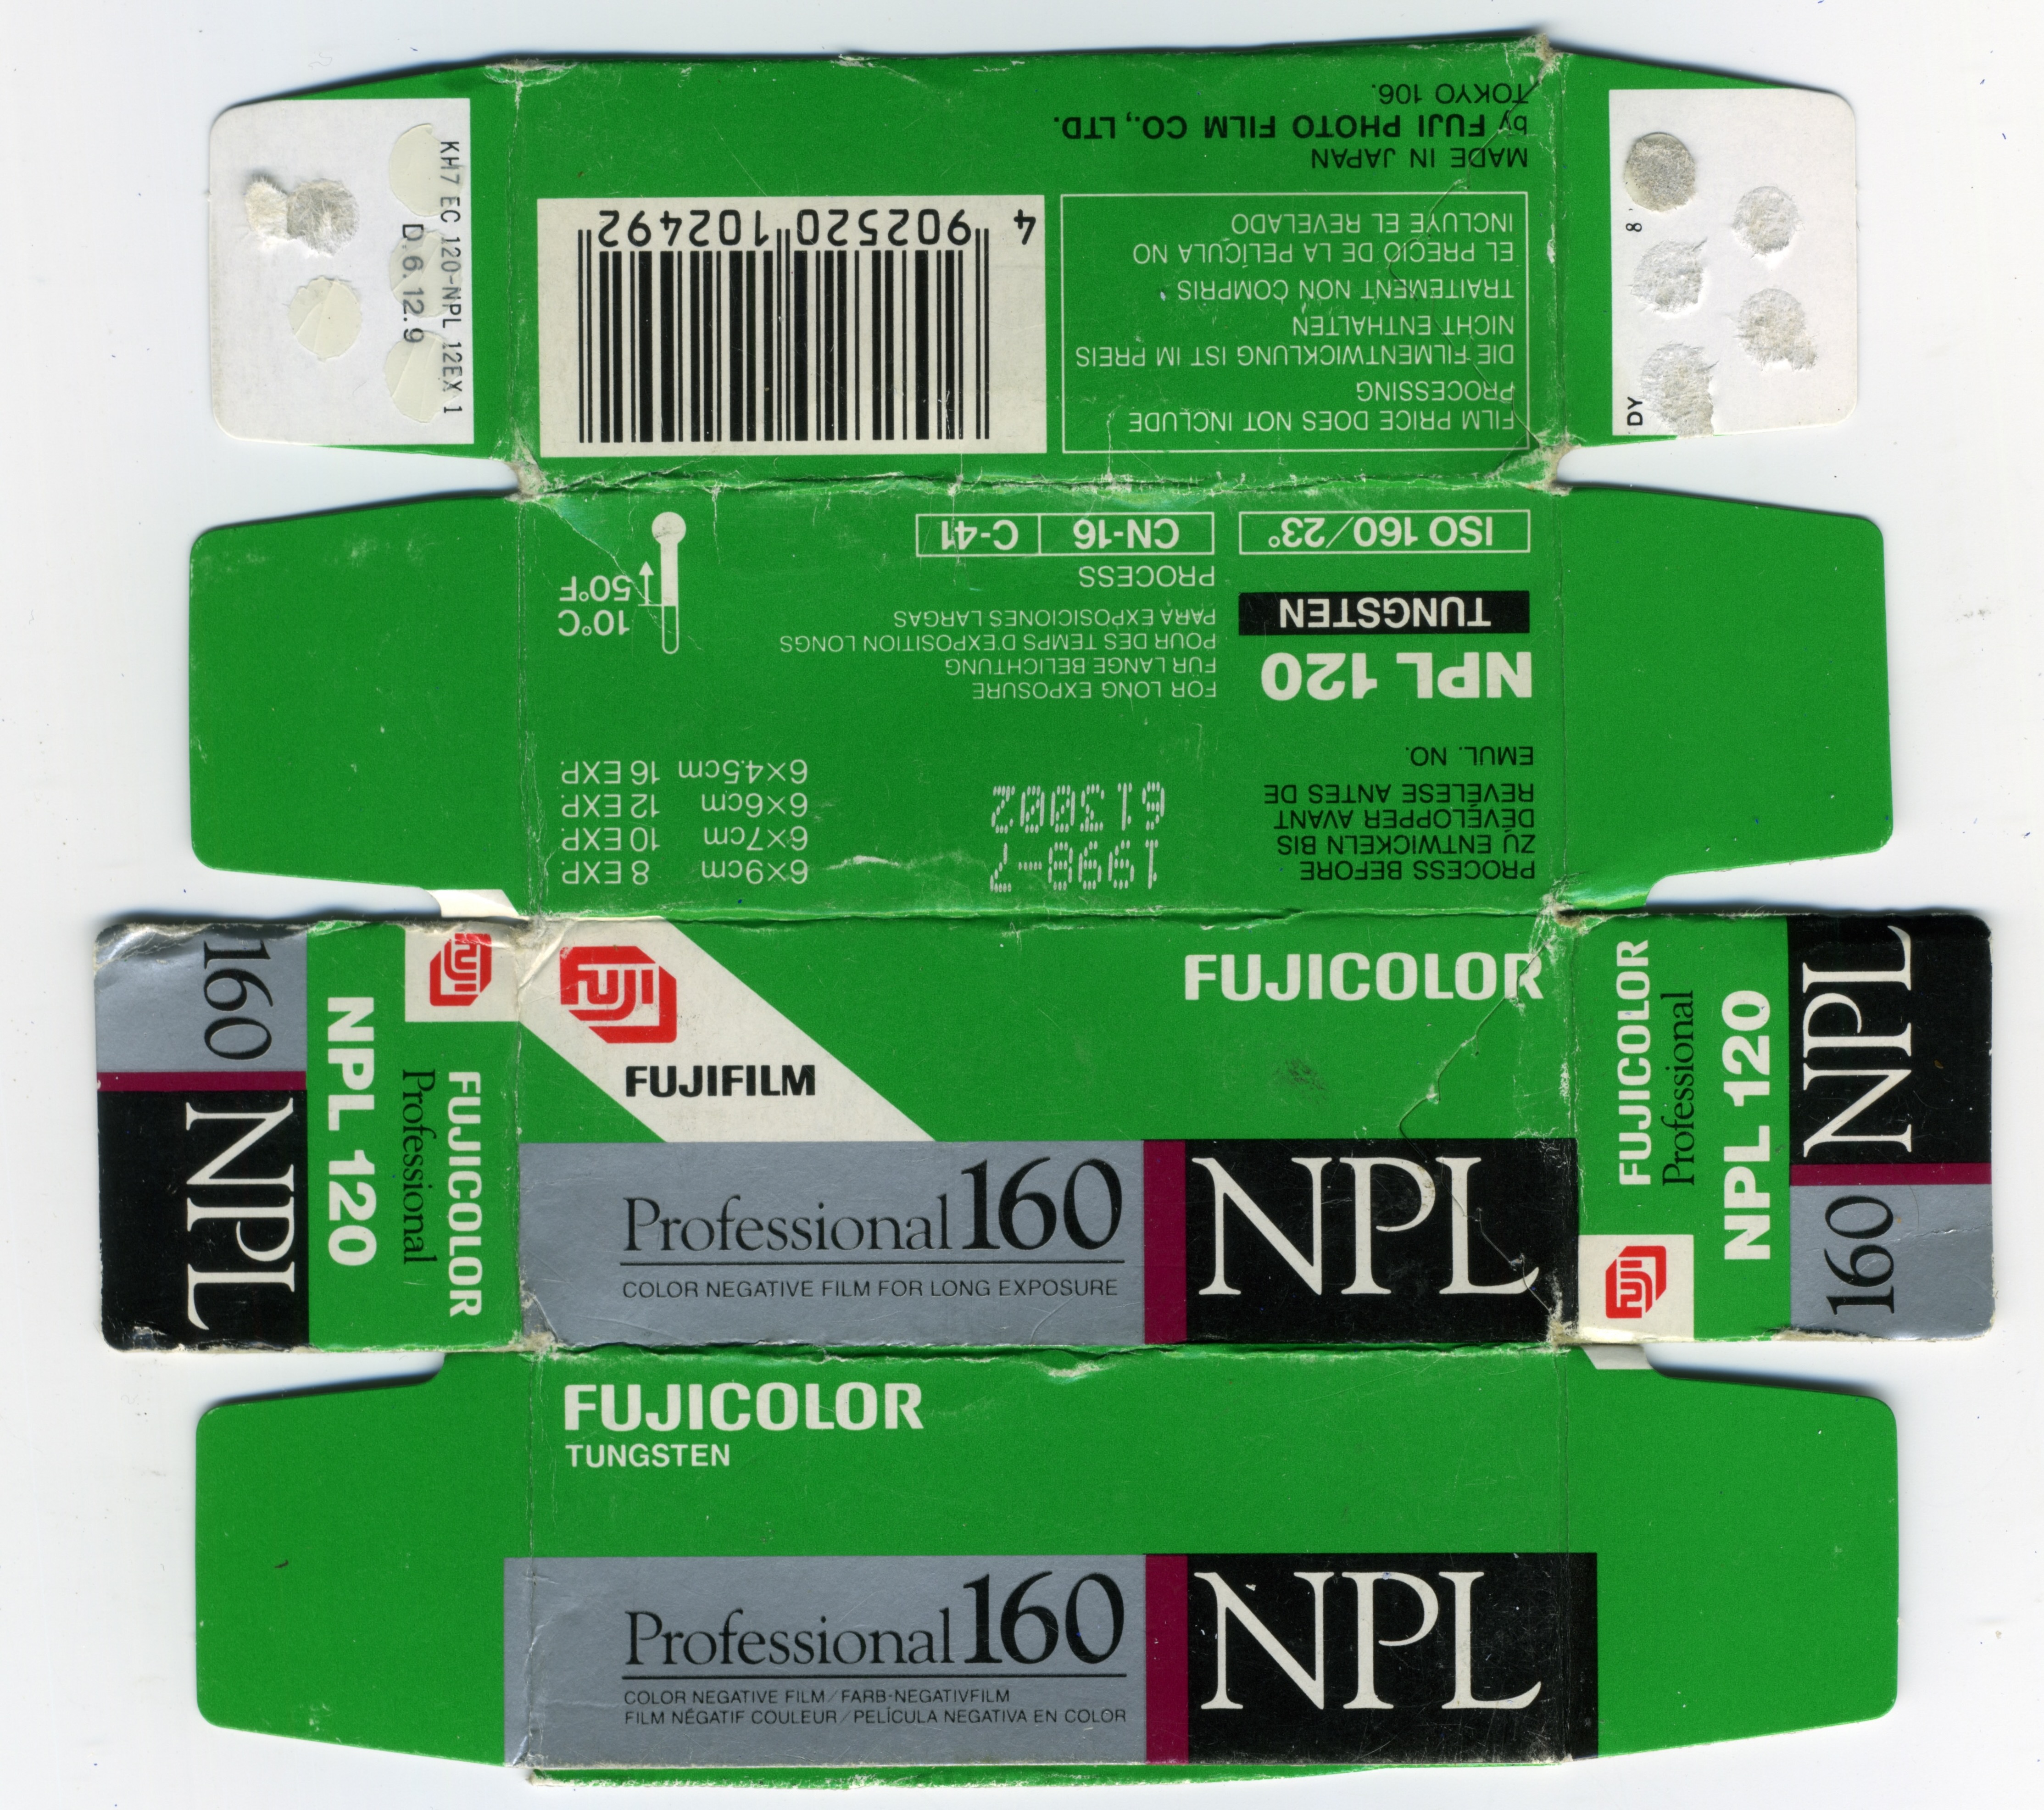 KH7 EC 120-NPL 12EX 1
D.6.12.9
FILM PRICE DOES NOT INCLUDE
PROCESSING
DIE FILMENTWICKLUNG IST IM PREIS
NICHT ENTHALTEN
TRAITEMENT NON COMPRIS
EL PRECIO DE LA PELÍCULA NO
INCLUYE EL REVELADO
4 902520 102492
MADE IN JAPAN
by FUJI PHOTO FILM CO., LTD.
TOKYO 106.
DY
8
PROCESS BEFORE
ZU ENTWICKELN BIS
DÉVELOPPER AVANT
REVÉLESE ANTES DE
EMUL. NO.
1998-7
613002
6×9cm 8 EXP.
6×7cm 10 EXP.
6×6cm 12 EXP.
6×4.5cm 16 EXP.
NPL 120
TUNGSTEN
FOR LONG EXPOSURE
FÜR LANGE BELICHTUNG
POUR DES TEMPS D'EXPOSITION LONGS
PARA EXPOSICIONES LARGAS
10°C
50°F
PROCESS
ISO 160/23°
CN-16 C-41
FUJI
FUJICOLOR
Professional
NPL 120
160 NPL
FUJI
FUJIFILM
FUJICOLOR
Professional 160
COLOR NEGATIVE FILM FOR LONG EXPOSURE
NPL
FUJI
FUJICOLOR
Professional
NPL 120
160 NPL
FUJICOLOR
TUNGSTEN
Professional 160
COLOR NEGATIVE FILM/FARB-NEGATIVFILM
FILM NÉGATIF COULEUR/PELÍCULA NEGATIVA EN COLOR
NPL